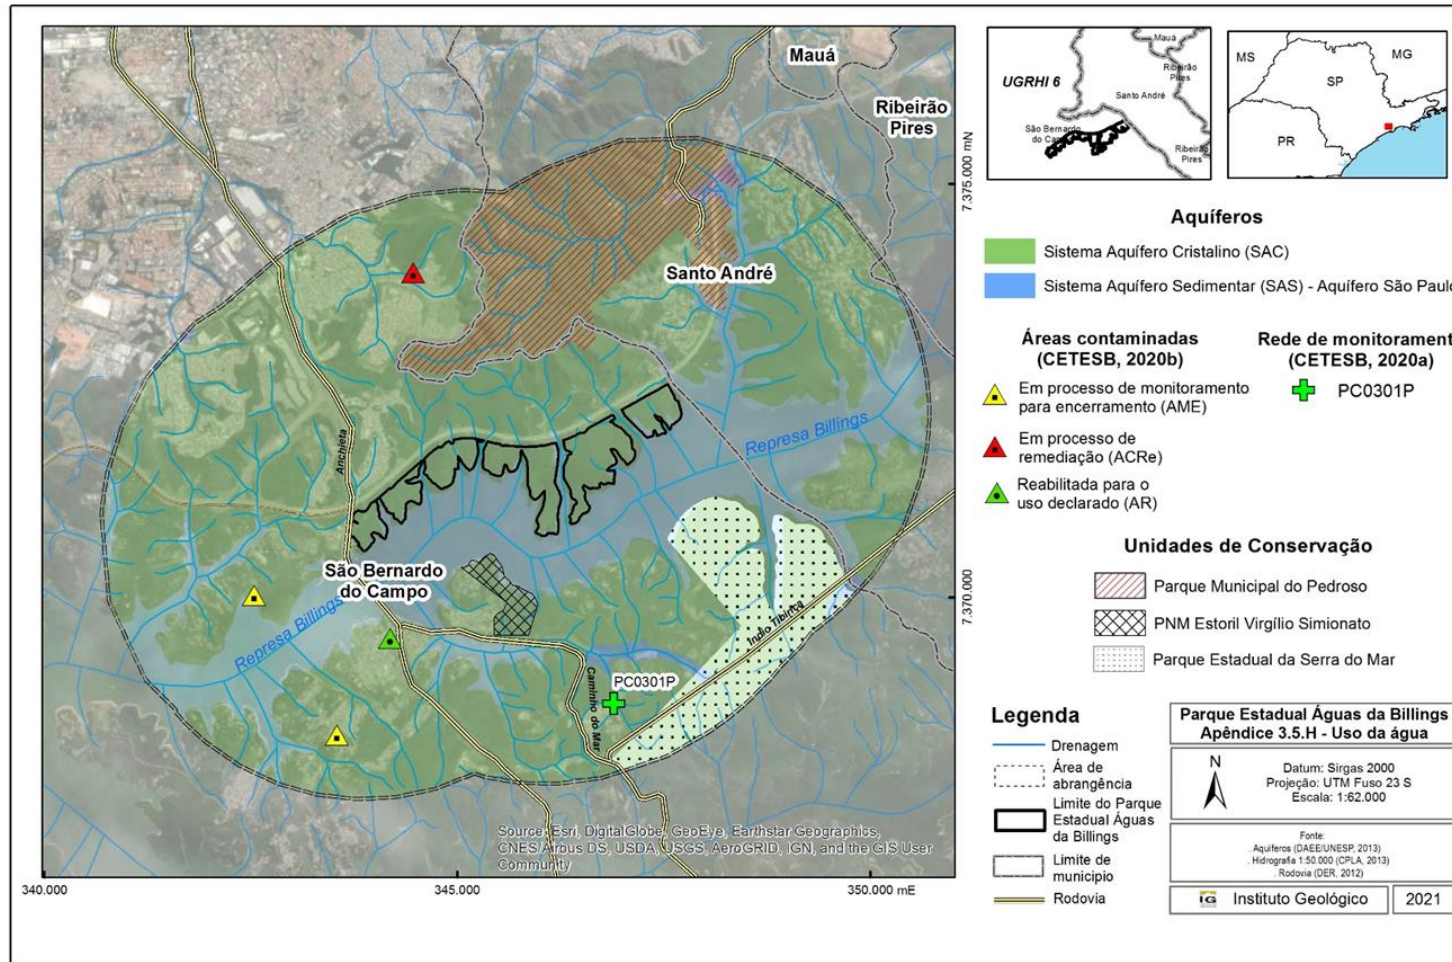 Mauá
Ribeirão
Pires
Santo André
Anchieta
Represa Billings
São Bernardo
do Campo
Represa Billings
Índio Tibiriçá
PC0301P
Caminho do Mar
Source: Esri, DigitalGlobe, GeoEye, Earthstar Geographics,
CNES/Airbus DS, USDA, USGS, AeroGRID, IGN, and the GIS User
Community
340.000
345.000
350.000 mE
7.375.000 mN
7.370.000
UGRHI 6
Mauá
Ribeirão
Pires
Santo André
São Bernardo
do Ca
Ribeirão
Pires
MS
MG
SP
PR
Aquíferos
Sistema Aquífero Cristalino (SAC)
Sistema Aquífero Sedimentar (SAS) - Aquífero São Paulo
Áreas contaminadas
(CETESB, 2020b)
Em processo de monitoramento
para encerramento (AME)
Em processo de
remediação (ACRe)
Reabilitada para o
uso declarado (AR)
Rede de monitorament
(CETESB, 2020a)
PC0301P
Unidades de Conservação
Parque Municipal do Pedroso
PNM Estoril Virgílio Simionato
Parque Estadual da Serra do Mar
Legenda
Drenagem
Área de
abrangência
Limite do Parque
Estadual Águas
da Billings
Limite de
municipio
Rodovia
Parque Estadual Águas da Billings
Apêndice 3.5.H - Uso da água
N
Datum: Sirgas 2000
Projeção: UTM Fuso 23 S
Escala: 1:62.000
Fonte:
. Aquíferos (DAEE/UNESP, 2013)
. Hidrografia 1:50.000 (CPLA, 2013)
. Rodovia (DER, 2012)
IG Instituto Geológico
2021